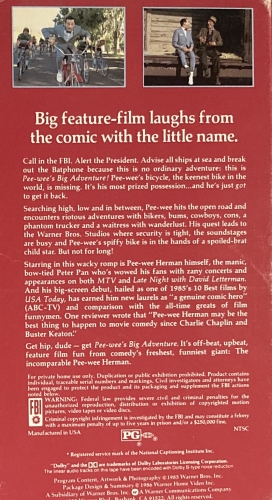 Big feature-film laughs from
the comic with the little name.
Call in the FBI. Alert the President. Advise all ships at sea and break
out the Batphone because this is no ordinary adventure: this is
Pee-wee's Big Adventure! Pee-wee's bicycle, the keenest bike in the
world, is missing. It's his most prized possession...and he's just got
to get it back.
Searching high, low and in between, Pee-wee hits the open road and
encounters riotous adventures with bikers, bums, cowboys, cons, a
phantom trucker and a waitress with wanderlust. His quest leads to
the Warner Bros. Studios where security is tight, the soundstages
are busy and Pee-wee's spiffy bike is in the hands of a spoiled-brat
child star. But not for long!
Starring in this wacky romp is Pee-wee Herman himself, the manic,
bow-tied Peter Pan who's wowed his fans with zany concerts and
appearances on both MTV and Late Night with David Letterman.
And his big-screen debut, hailed as one of 1985's 10 Best films by
USA Today, has earned him new laurels as "a genuine comic hero"
(ABC-TV) and comparison with the all-time greats of film
funnymen. One reviewer wrote that "Pee-wee Herman may be the
best thing to happen to movie comedy since Charlie Chaplin and
Buster Keaton."
Get hip, dude — get Pee-wee's Big Adventure. It's off-beat, upbeat,
feature film fun from comedy's freshest, funniest giant: The
incomparable Pee-wee Herman.
For private home use only. Duplication or public exhibition prohibited. Product contains
individual, traceable serial numbers and markings. Civil investigators and attorneys have
been engaged to protect the product and its packaging and supplement the FBI actions
noted below.
FBI
WARNING: Federal law provides severe civil and criminal penalties for the
unauthorized reproduction, distribution or exhibition of copyrighted motion
pictures, video tapes or video discs.
Criminal copyright infringement is investigated by the FBI and may constitute a felony
with a maximum penalty of up to five years in prison and/or a $250,000 fine.
Manufactured in USA. NTSC
PG
* Registered service mark of the National Captioning Institute Inc.
"Dolby" and the DD are trademarks of Dolby Laboratories Licensing Corporation.
The linear audio tracks on this tape have been encoded with Dolby B-type noise reduction
Program Content, Artwork & Photography © 1985 Warner Bros. Inc.
Package Design & Summary © 1986 Warner Home Video Inc.
A Subsidiary of Warner Bros. Inc. A Warner Communications Company